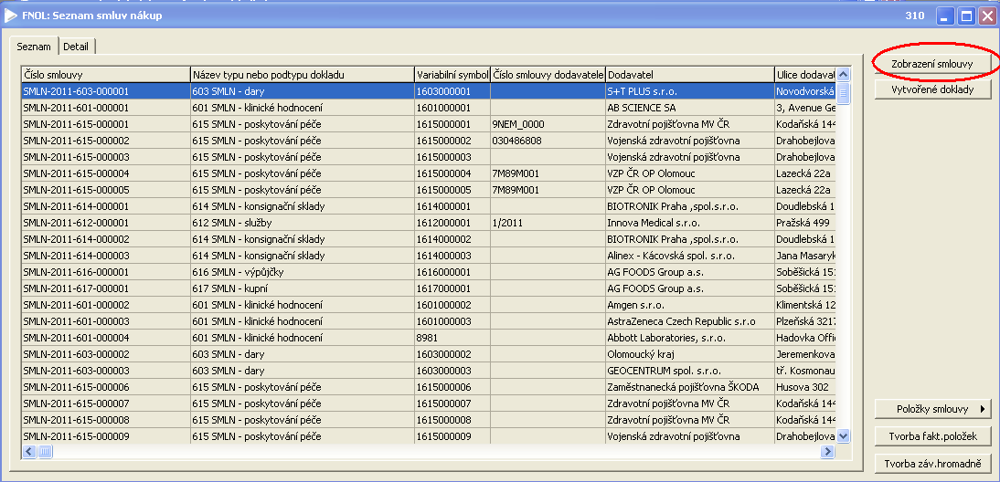 FNOL: Seznam smluv nákup 310
Seznam Detail
Číslo smlouvy Název typu nebo podtypu dokladu Variabilní symbol Číslo smlouvy dodavatele Dodavatel Ulice dodavat
SMLN-2011-603-000001 603 SMLN - dary 1603000001 S+T PLUS s.r.o. Novodvorská
SMLN-2011-601-000001 601 SMLN - klinické hodnocení 1601000001 AB SCIENCE SA 3, Avenue Ge
SMLN-2011-615-000001 615 SMLN - poskytování péče 1615000001 9NEM_0000 Zdravotní pojišťovna MV ČR Kodaňská 144
SMLN-2011-615-000002 615 SMLN - poskytování péče 1615000002 030486808 Vojenská zdravotní pojišťovna Drahobejlova
SMLN-2011-615-000003 615 SMLN - poskytování péče 1615000003 Vojenská zdravotní pojišťovna Drahobejlova
SMLN-2011-615-000004 615 SMLN - poskytování péče 1615000004 7M89M001 VZP ČR OP Olomouc Lazecká 22a
SMLN-2011-615-000005 615 SMLN - poskytování péče 1615000005 7M89M001 VZP ČR OP Olomouc Lazecká 22a
SMLN-2011-614-000001 614 SMLN - konsignační sklady 1614000001 BIOTRONIK Praha ,spol.s.r.o. Doudlebská 1
SMLN-2011-612-000001 612 SMLN - služby 1612000001 1/2011 Innova Medical s.r.o. Pražská 499
SMLN-2011-614-000002 614 SMLN - konsignační sklady 1614000002 BIOTRONIK Praha ,spol.s.r.o. Doudlebská 1
SMLN-2011-614-000003 614 SMLN - konsignační sklady 1614000003 Alinex - Kácovská spol. s.r.o. Jana Masaryk
SMLN-2011-616-000001 616 SMLN - výpůjčky 1616000001 AG FOODS Group a.s. Soběšická 151
SMLN-2011-617-000001 617 SMLN - kupní 1617000001 AG FOODS Group a.s. Soběšická 151
SMLN-2011-601-000002 601 SMLN - klinické hodnocení 1601000002 Amgen s.r.o. Klimentská 12
SMLN-2011-601-000003 601 SMLN - klinické hodnocení 1601000003 AstraZeneca Czech Republic s.r.o Plzeňská 3217
SMLN-2011-601-000004 601 SMLN - klinické hodnocení 8981 Abbott Laboratories, s.r.o. Hadovka Offi
SMLN-2011-603-000002 603 SMLN - dary 1603000002 Olomoucký kraj Jeremenkova
SMLN-2011-603-000003 603 SMLN - dary 1603000003 GEOCENTRUM spol. s r.o. tř. Kosmonau
SMLN-2011-615-000006 615 SMLN - poskytování péče 1615000006 Zaměstnanecká pojišťovna ŠKODA Husova 302
SMLN-2011-615-000007 615 SMLN - poskytování péče 1615000007 Zdravotní pojišťovna MV ČR Kodaňská 144
SMLN-2011-615-000008 615 SMLN - poskytování péče 1615000008 Zdravotní pojišťovna MV ČR Kodaňská 144
SMLN-2011-615-000009 615 SMLN - poskytování péče 1615000009 Vojenská zdravotní pojišťovna Drahobejlova
Zobrazení smlouvy
Vytvořené doklady
Položky smlouvy
Tvorba fakt.položek
Tvorba záv.hromadně